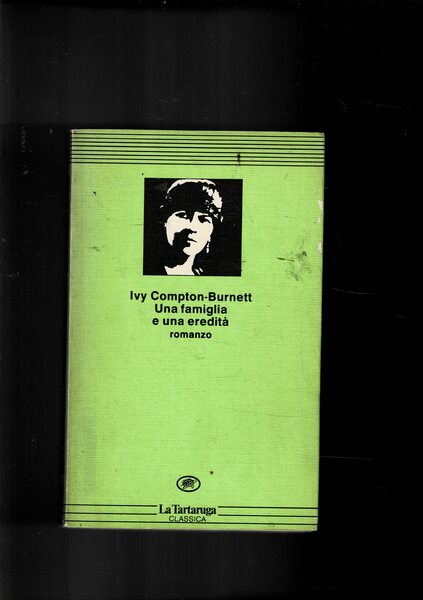 Ivy Compton-Burnett
Una famiglia
e una eredità
romanzo
La Tartaruga
CLASSICA